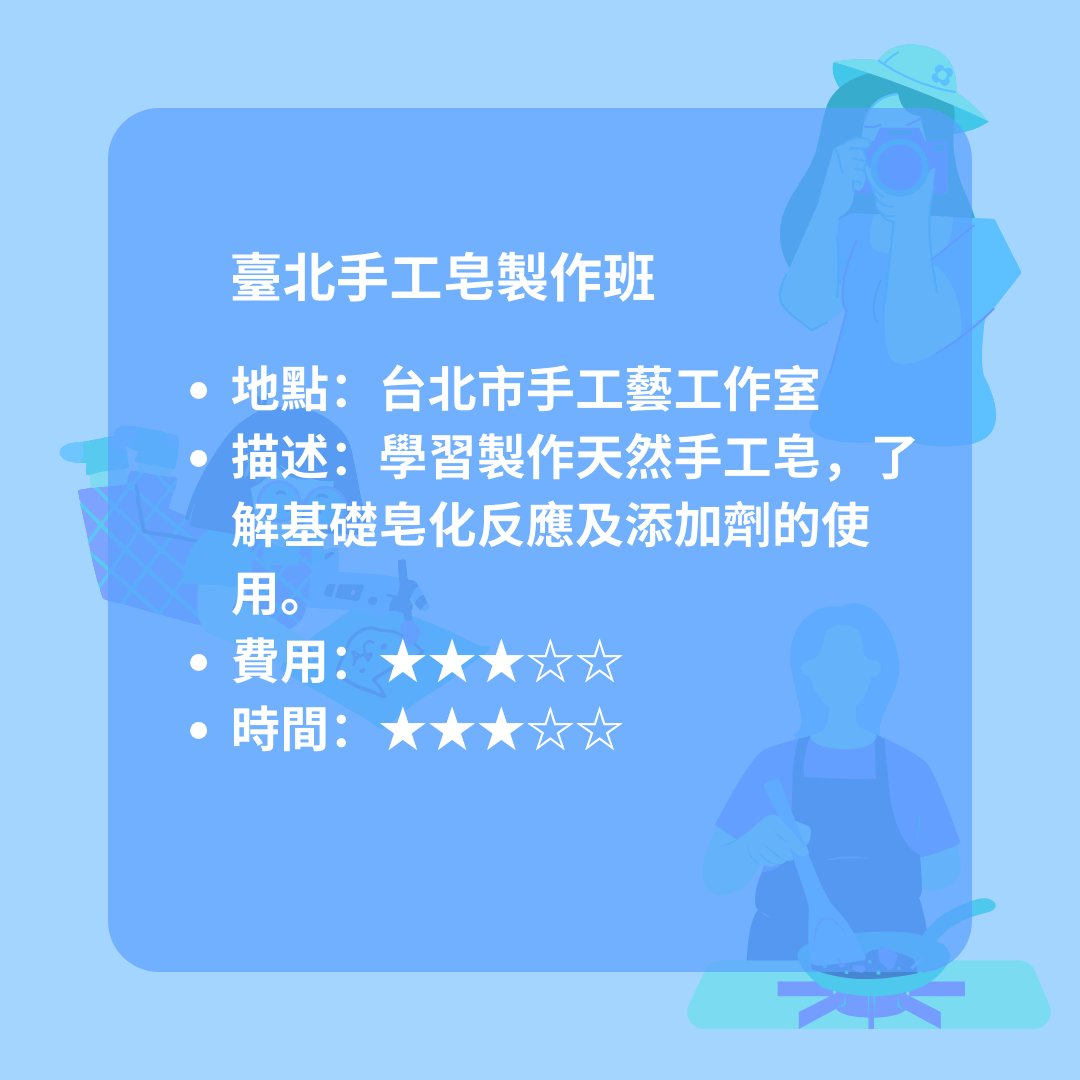 臺北手工皂製作班
• 地點：台北市手工藝工作室
• 描述：學習製作天然手工皂，了
解基礎皂化反應及添加劑的使
用。
• 費用：★★★☆☆
• 時間：★★★☆☆